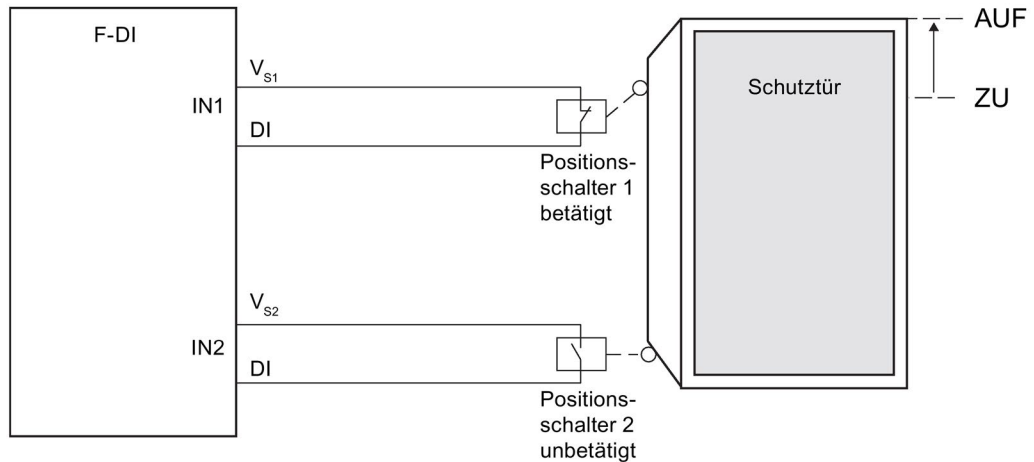 F-DI
VS1
IN1
DI
Positions-
schalter 1
betätigt
VS2
IN2
DI
Positions-
schalter 2
unbetätigt
Schutztür
AUF
ZU